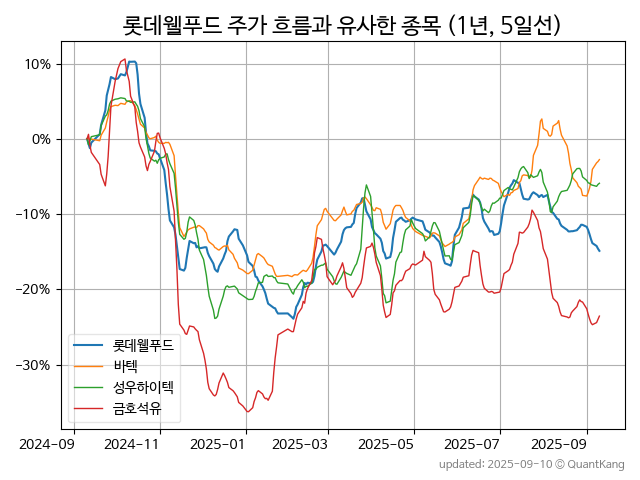 롯데웰푸드 주가 흐름과 유사한 종목 (1년, 5일선)
10%
0%
-10%
-20%
-30%
롯데웰푸드
바텍
성우하이텍
금호석유
2024-09
2024-11
2025-01
2025-03
2025-05
2025-07
2025-09
updated: 2025-09-10 © QuantKang